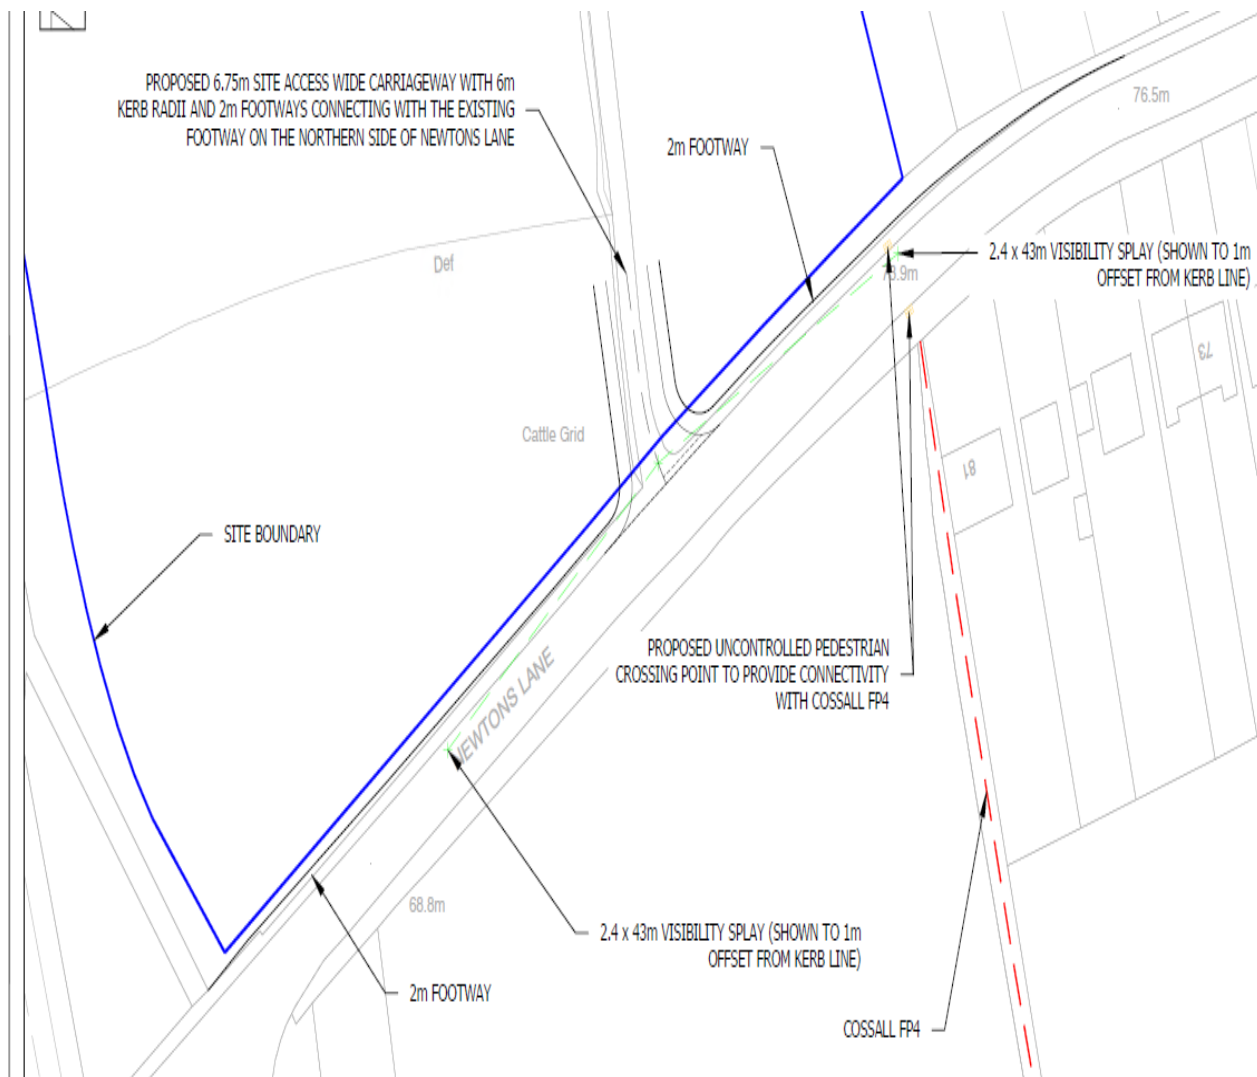 PROPOSED 6.75m SITE ACCESS WIDE CARRIAGEWAY WITH 6m
KERB RADII AND 2m FOOTWAYS CONNECTING WITH THE EXISTING
FOOTWAY ON THE NORTHERN SIDE OF NEWTONS LANE
76.5m
2m FOOTWAY
2.4 x 43m VISIBILITY SPLAY (SHOWN TO 1m
OFFSET FROM KERB LINE)
Def
73
Cattle Grid
81
SITE BOUNDARY
NEWTONS LANE
PROPOSED UNCONTROLLED PEDESTRIAN
CROSSING POINT TO PROVIDE CONNECTIVITY
WITH COSSALL FP4
68.8m
2.4 x 43m VISIBILITY SPLAY (SHOWN TO 1m
OFFSET FROM KERB LINE)
2m FOOTWAY
COSSALL FP4